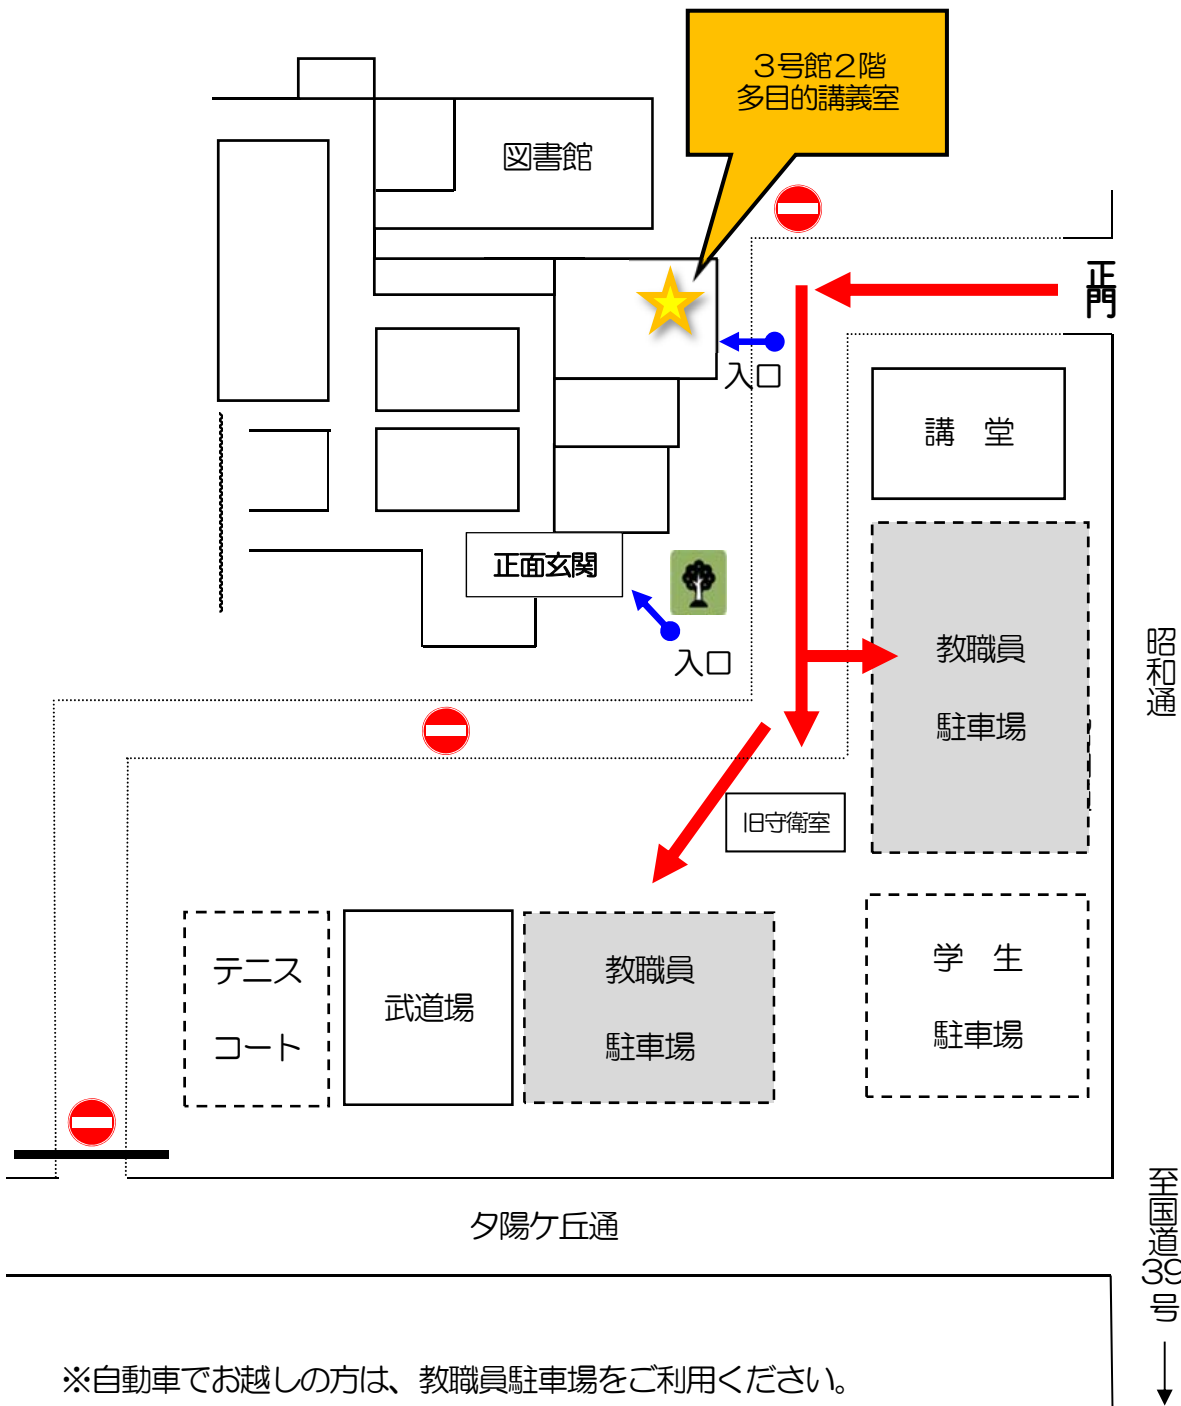 3号館2階
多目的講義室
図書館
正門
入口
講 堂
正面玄関
入口
教職員
駐車場
昭和通
旧守衛室
テニス
コート
武道場
教職員
駐車場
学 生
駐車場
夕陽ケ丘通
至国道39号
※自動車でお越しの方は、教職員駐車場をご利用ください。